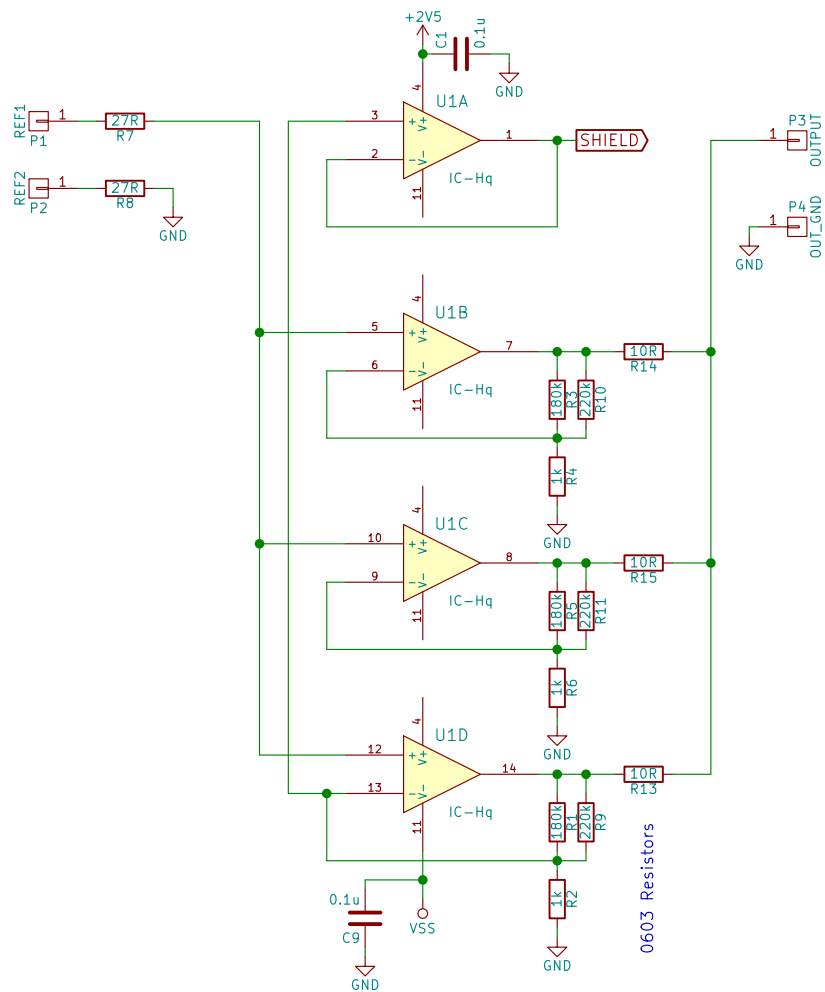 +2V5
C1
0.1u
GND
4
U1A
3
2
1
SHIELD
IC-Hq
11
V+
V-
REF1
1
P1
27R
R7
REF2
1
P2
27R
R8
GND
P3
1
OUTPUT
P4
1
OUT_GND
GND
4
U1B
5
6
7
IC-Hq
11
V+
V-
180k
R3
220k
R10
10R
R14
1k
R4
GND
4
U1C
10
9
8
IC-Hq
11
V+
V-
180k
R5
220k
R11
10R
R15
1k
R6
GND
4
U1D
12
13
14
IC-Hq
11
V+
V-
180k
R1
220k
R9
10R
R13
1k
R2
GND
0.1u
C9
GND
VSS
0603 Resistors